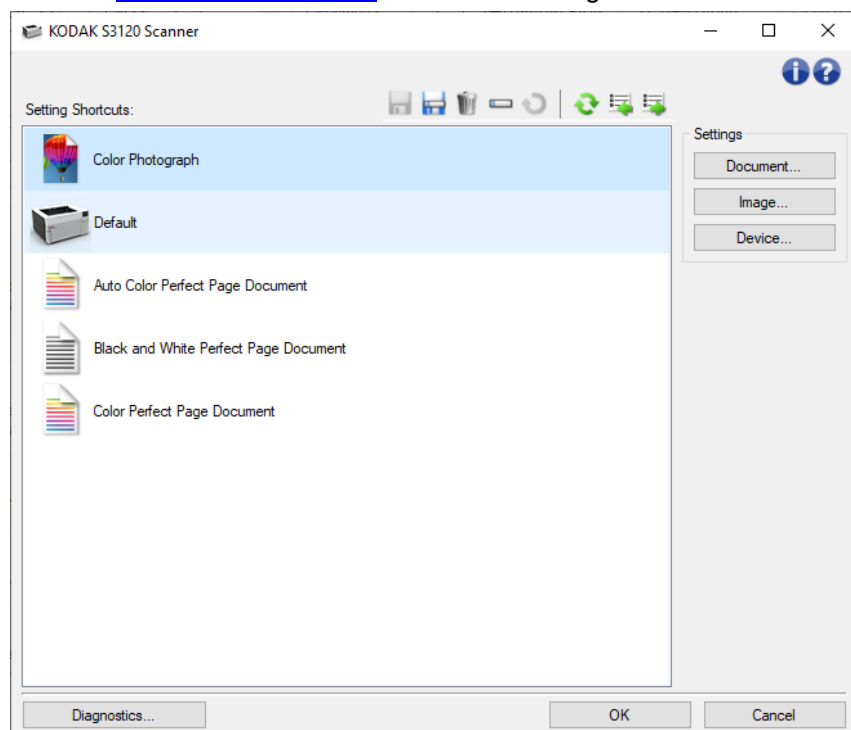 KODAK S3120 Scanner
Setting Shortcuts:
Settings
Color Photograph
Document...
Image...
Default
Device...
Auto Color Perfect Page Document
Black and White Perfect Page Document
Color Perfect Page Document
Diagnostics...
OK
Cancel